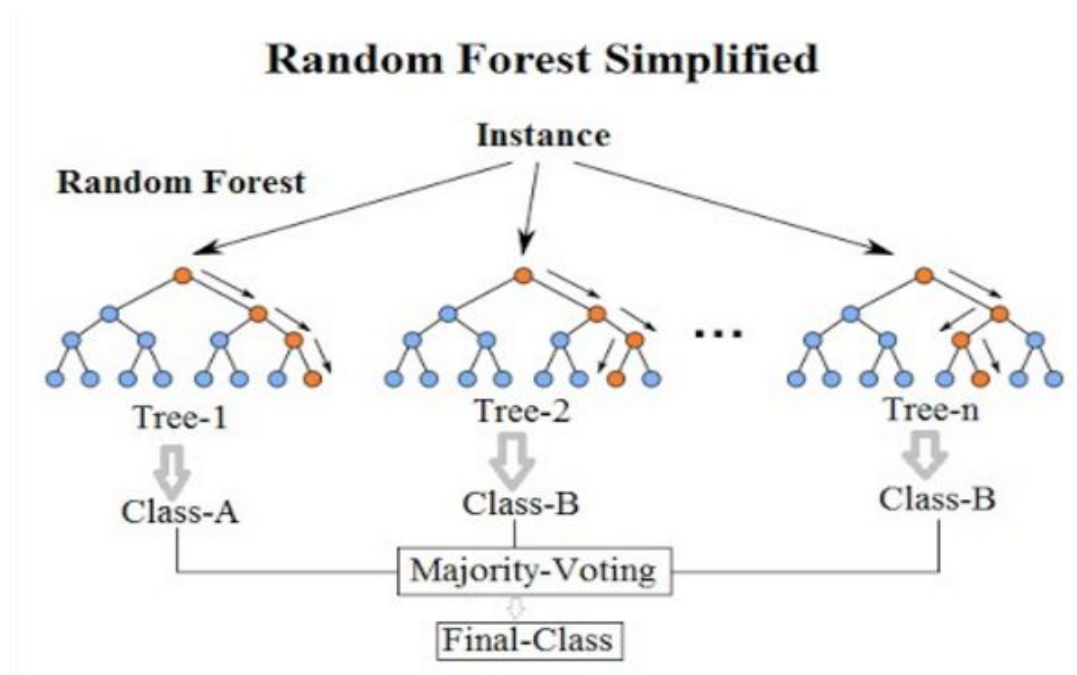 Random Forest Simplified
Instance
Random Forest
...
Tree-1
Tree-2
Tree-n
Class-A
Class-B
Class-B
Majority-Voting
Final-Class